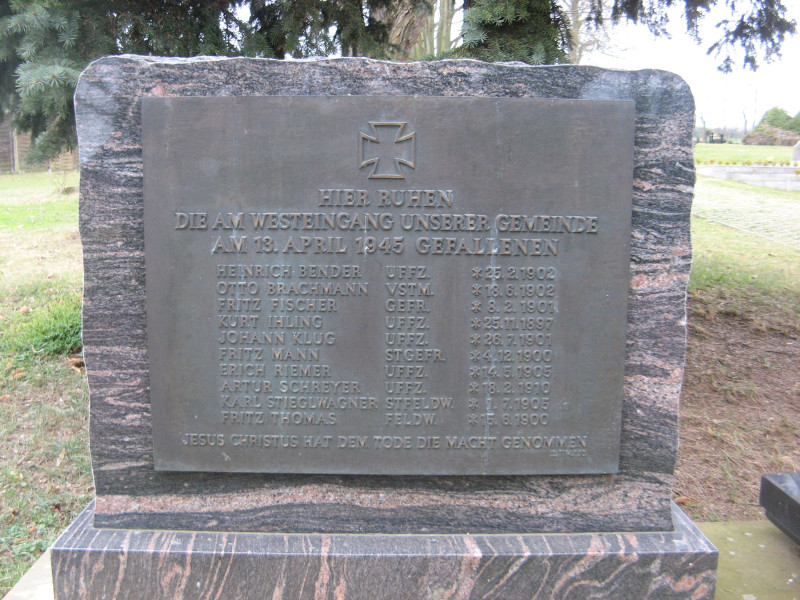 HIER RUHEN
DIE AM WESTEINGANG UNSERER GEMEINDE
AM 13. APRIL 1945 GEFALLENEN
HEINRICH BENDER UFFZ. *25.2.1902
OTTO BRACHMANN VSTM. *18.6.1902
FRITZ FISCHER GEFR. *8.2.1901
KURT IHLING UFFZ. *25.11.1897
JOHANN KLUG UFFZ. *26.7.1901
FRITZ MANN STGEFR. *4.12.1900
ERICH RIEMER UFFZ. *14.5.1905
ARTUR SCHREYER UFFZ. *18.2.1910
KARL STIEGLWAGNER STFELDW. *11.7.1905
FRITZ THOMAS FELDW. *15.8.1900
JESUS CHRISTUS HAT DEM TODE DIE MACHT GENOMMEN